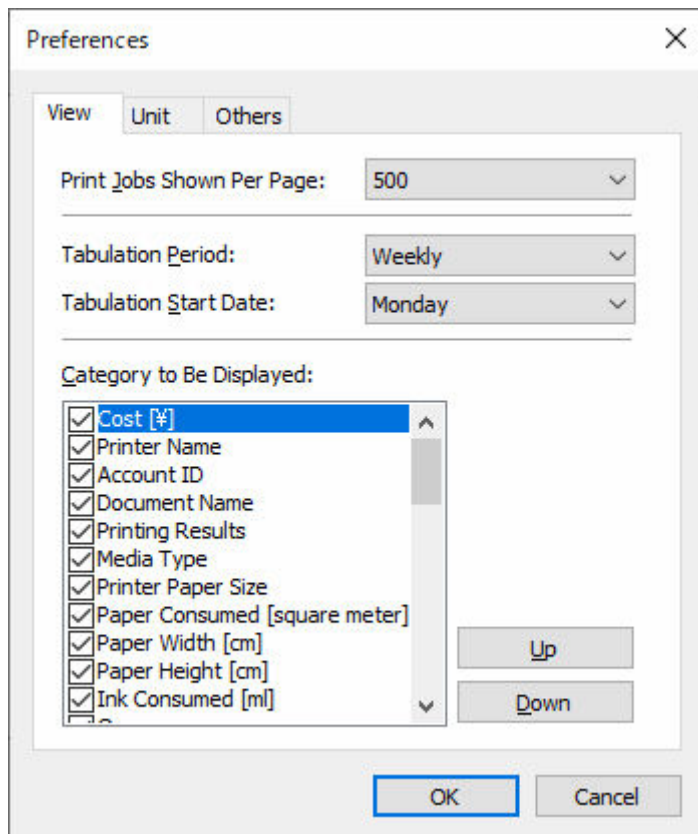 Preferences
View Unit Others
Print Jobs Shown Per Page: 500
Tabulation Period: Weekly
Tabulation Start Date: Monday
Category to Be Displayed:
Cost [¥]
Printer Name
Account ID
Document Name
Printing Results
Media Type
Printer Paper Size
Paper Consumed [square meter]
Paper Width [cm]
Up
Paper Height [cm]
Ink Consumed [ml]
Down
OK Cancel